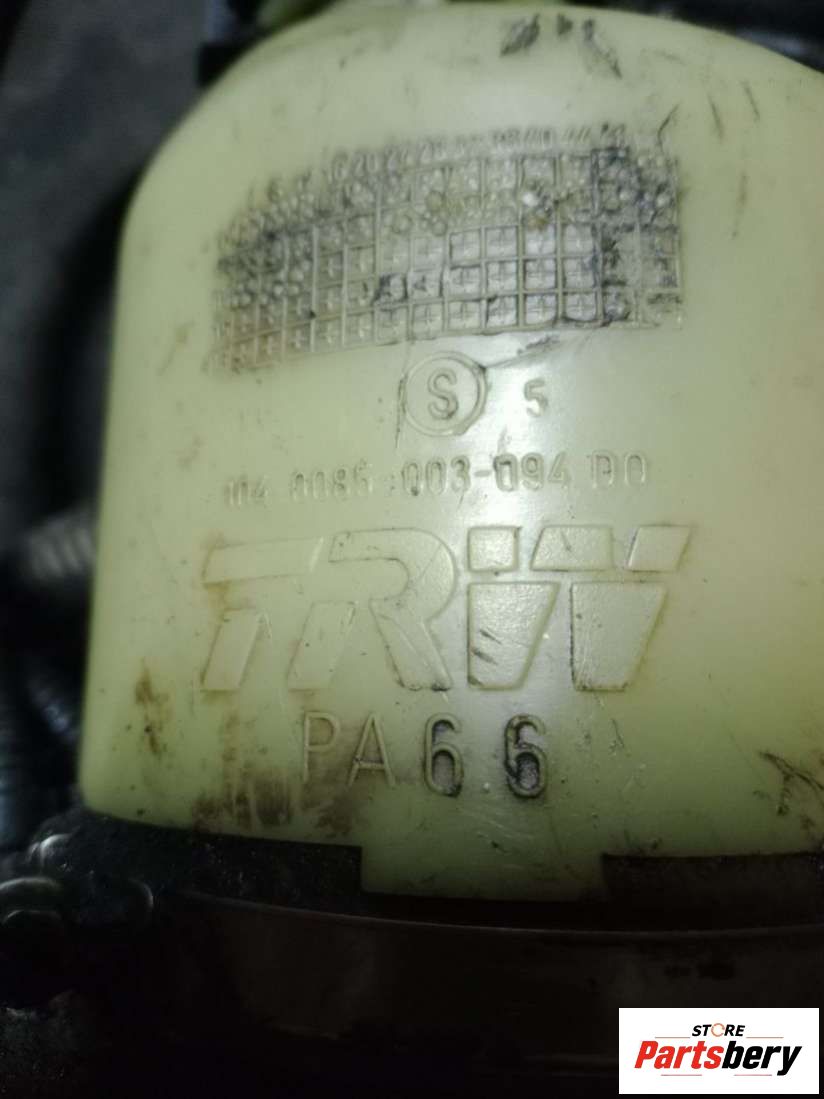 S 5
104 0085-003-094 DO
TRW
PA66
STORE
Partsbery